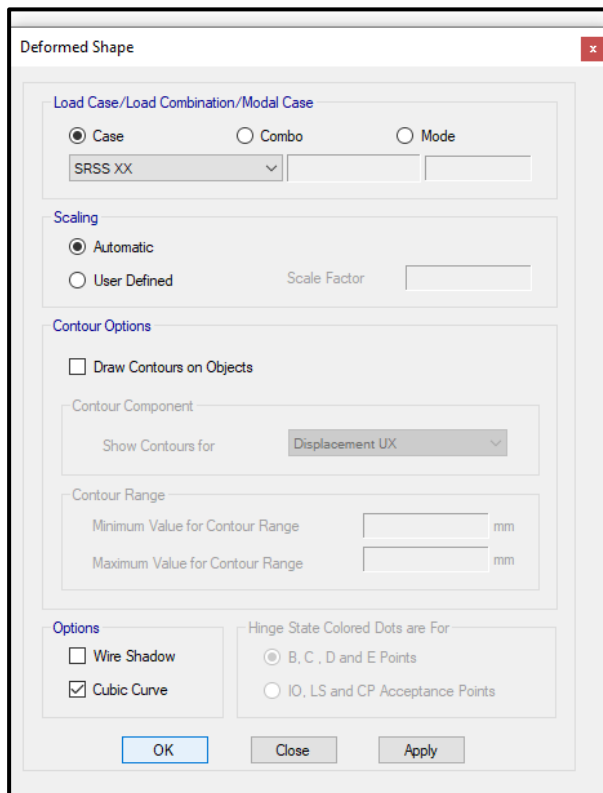 Deformed Shape
x
Load Case/Load Combination/Modal Case
Case Combo Mode
SRSS XX
Scaling
Automatic
User Defined Scale Factor
Contour Options
Draw Contours on Objects
Contour Component
Show Contours for Displacement UX
Contour Range
Minimum Value for Contour Range mm
Maximum Value for Contour Range mm
Options Hinge State Colored Dots are For
Wire Shadow B, C , D and E Points
Cubic Curve IO, LS and CP Acceptance Points
OK Close Apply